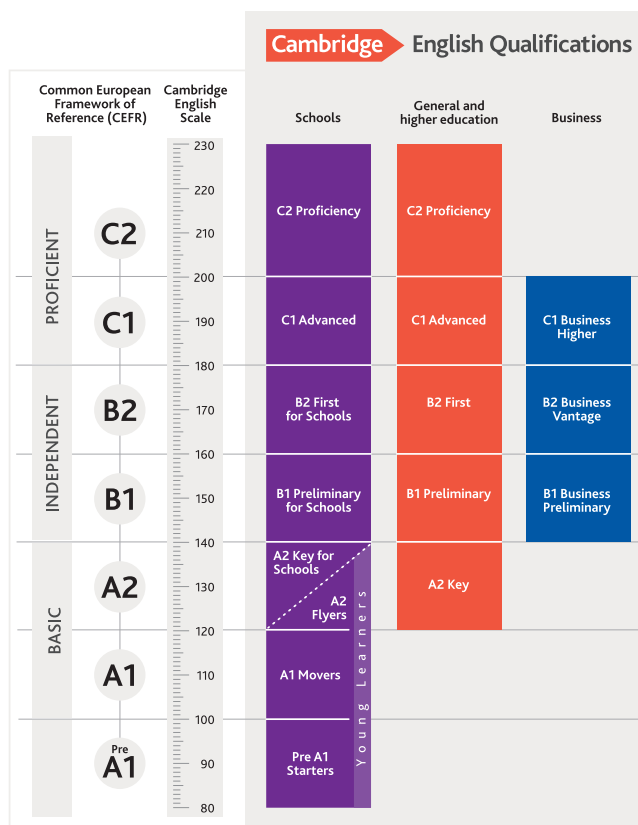 Cambridge English Qualifications
Common European
Framework of
Reference (CEFR)
Cambridge
English
Scale
Schools
General and
higher education
Business
PROFICIENT
INDEPENDENT
BASIC
C2
C1
B2
B1
A2
A1
Pre
A1
230
220
210
200
190
180
170
160
150
140
130
120
110
100
90
80
C2 Proficiency
C1 Advanced
B2 First
for Schools
B1 Preliminary
for Schools
A2 Key for
Schools
A2
Flyers
A1 Movers
Pre A1
Starters
Young Learners
C2 Proficiency
C1 Advanced
B2 First
B1 Preliminary
A2 Key
C1 Business
Higher
B2 Business
Vantage
B1 Business
Preliminary